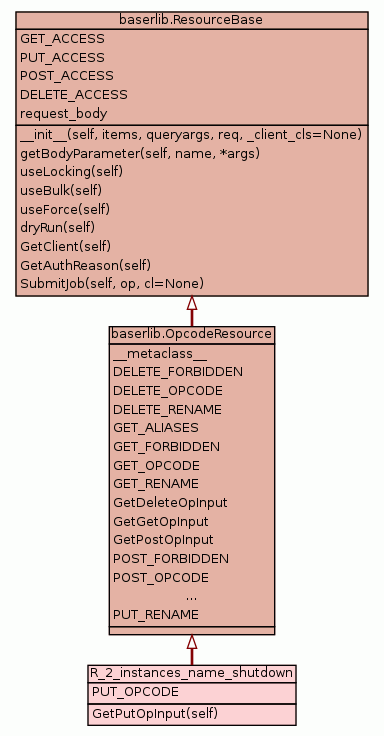 baserlib.ResourceBase
GET_ACCESS
PUT_ACCESS
POST_ACCESS
DELETE_ACCESS
request_body
__init__(self, items, queryargs, req, _client_cls=None)
getBodyParameter(self, name, *args)
useLocking(self)
useBulk(self)
useForce(self)
dryRun(self)
GetClient(self)
GetAuthReason(self)
SubmitJob(self, op, cl=None)
baserlib.OpcodeResource
__metaclass__
DELETE_FORBIDDEN
DELETE_OPCODE
DELETE_RENAME
GET_ALIASES
GET_FORBIDDEN
GET_OPCODE
GET_RENAME
GetDeleteOpInput
GetGetOpInput
GetPostOpInput
POST_FORBIDDEN
POST_OPCODE
...
PUT_RENAME
R_2_instances_name_shutdown
PUT_OPCODE
GetPutOpInput(self)